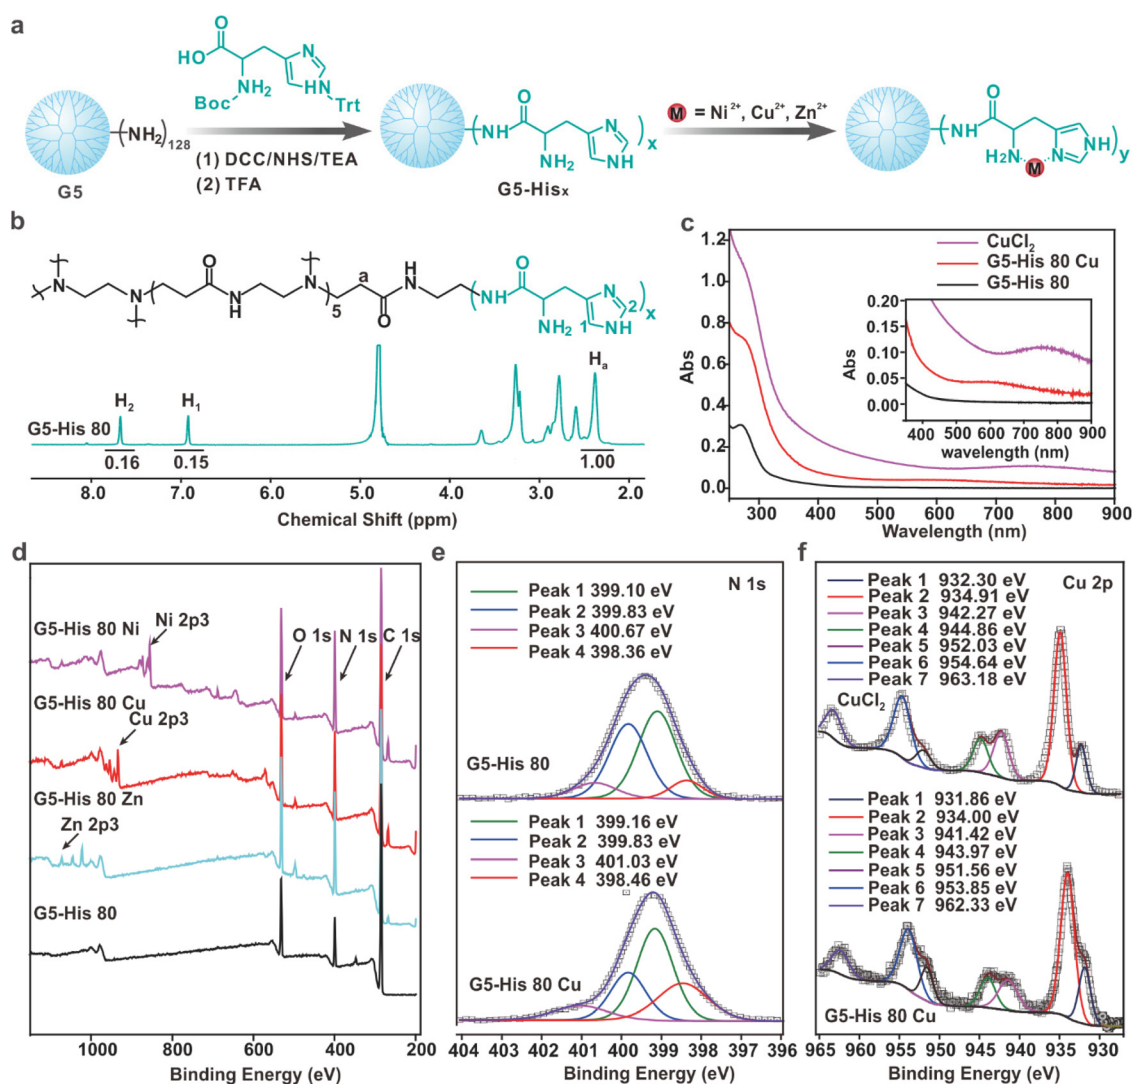 a
O
HO
N
NH₂
N
Boc
Trt
G5
(NH₂)₁₂₈
(1) DCC/NHS/TEA
(2) TFA
O
NH
N
NH₂
NH
x
G5-Hisₓ
M = Ni²⁺, Cu²⁺, Zn²⁺
O
NH
H₂N
N
NH
M
y
b
N
N
O
N
H
N
5
a
O
H
N
NH
O
NH₂
N
2
1
NH
x
Hₐ
H₂
H₁
G5-His 80
0.16
0.15
1.00
8.0 7.0 6.0 5.0 4.0 3.0 2.0
Chemical Shift (ppm)
c
CuCl₂
G5-His 80 Cu
G5-His 80
Abs
1.2
1.0
0.8
0.6
0.4
0.2
0.0
300 400 500 600 700 800 900
Wavelength (nm)
Abs
0.20
0.15
0.10
0.05
0.00
400 500 600 700 800 900
wavelength (nm)
d
G5-His 80 Ni
Ni 2p3
O 1s
N 1s
C 1s
G5-His 80 Cu
Cu 2p3
G5-His 80 Zn
Zn 2p3
G5-His 80
1000 800 600 400 200
Binding Energy (eV)
e
N 1s
Peak 1 399.10 eV
Peak 2 399.83 eV
Peak 3 400.67 eV
Peak 4 398.36 eV
G5-His 80
Peak 1 399.16 eV
Peak 2 399.83 eV
Peak 3 401.03 eV
Peak 4 398.46 eV
G5-His 80 Cu
404 403 402 401 400 399 398 397 396
Binding Energy (eV)
f
Cu 2p
Peak 1 932.30 eV
Peak 2 934.91 eV
Peak 3 942.27 eV
Peak 4 944.86 eV
Peak 5 952.03 eV
Peak 6 954.64 eV
Peak 7 963.18 eV
CuCl₂
Peak 1 931.86 eV
Peak 2 934.00 eV
Peak 3 941.42 eV
Peak 4 943.97 eV
Peak 5 951.56 eV
Peak 6 953.85 eV
Peak 7 962.33 eV
G5-His 80 Cu
965 960 955 950 945 940 935 930
Binding Energy (eV)